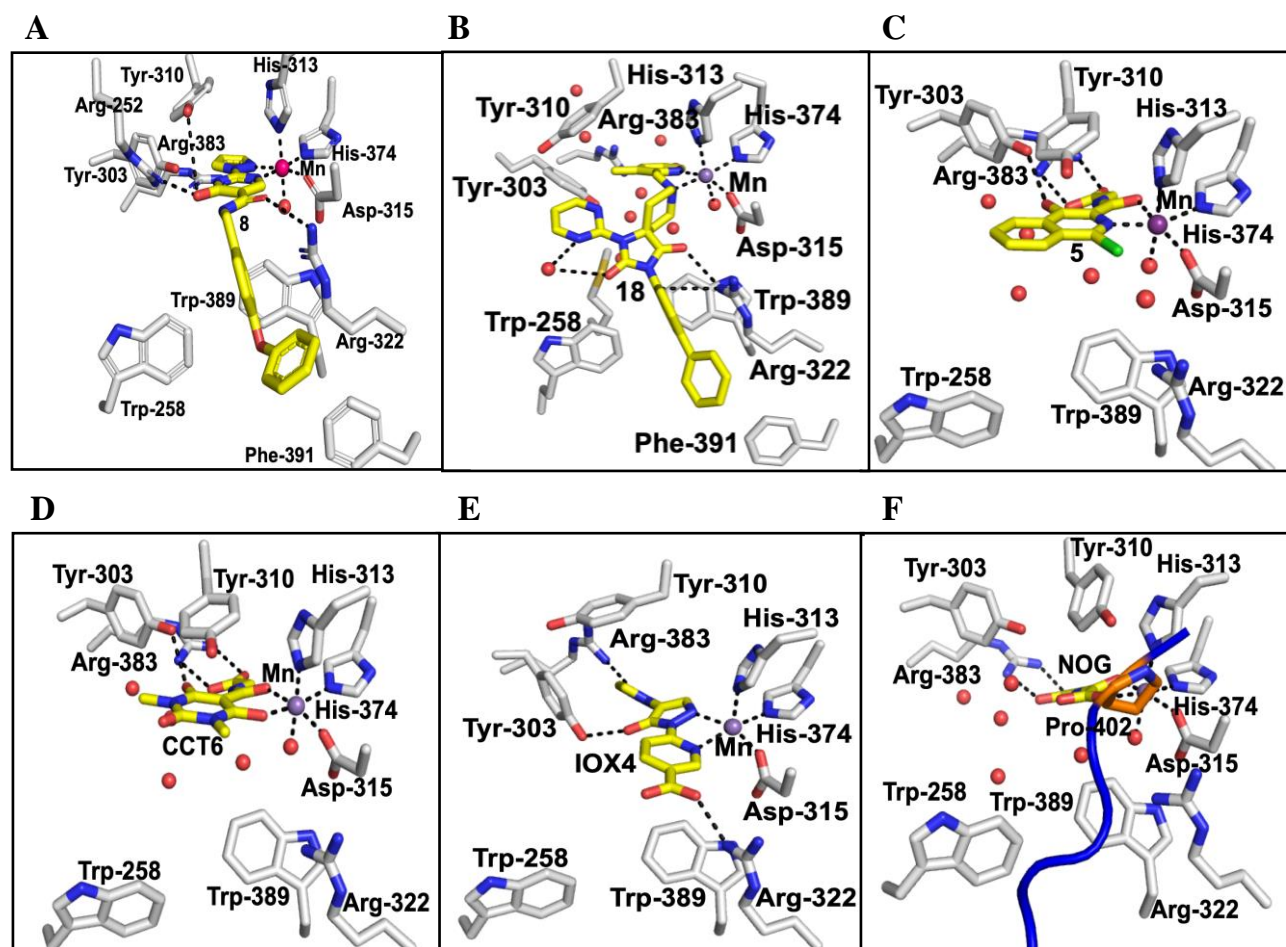 A
Tyr-310
His-313
Arg-252
Arg-383
Mn
His-374
Tyr-303
Asp-315
8
Trp-389
Arg-322
Trp-258
Phe-391
B
His-313
Tyr-310
Arg-383
His-374
Tyr-303
Mn
Asp-315
18
Trp-389
Trp-258
Arg-322
Phe-391
C
Tyr-303
Tyr-310
His-313
Arg-383
Mn
His-374
5
Asp-315
Trp-258
Arg-322
Trp-389
D
Tyr-303
Tyr-310
His-313
Arg-383
Mn
His-374
CCT6
Asp-315
Trp-258
Trp-389
Arg-322
E
Tyr-310
His-313
Arg-383
Tyr-303
His-374
IOX4
Mn
Asp-315
Trp-258
Trp-389
Arg-322
F
Tyr-310
Tyr-303
His-313
Arg-383
NOG
His-374
Pro-402
Asp-315
Trp-258
Trp-389
Arg-322